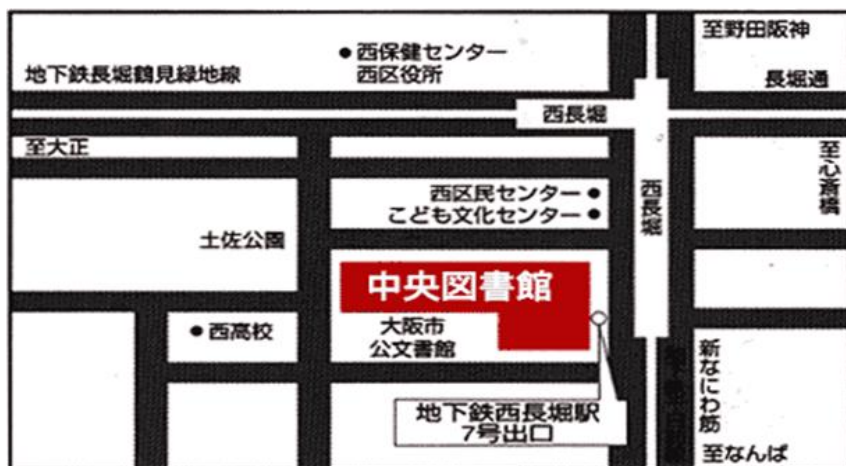 至野田阪神
●西保健センター
西区役所
地下鉄長堀鶴見緑地線
長堀通
西長堀
至大正
至心斎橋
西区民センター●
こども文化センター●
西長堀
土佐公園
中央図書館
●西高校
大阪市
公文書館
新なにわ筋
地下鉄西長堀駅
7号出口
至なんば